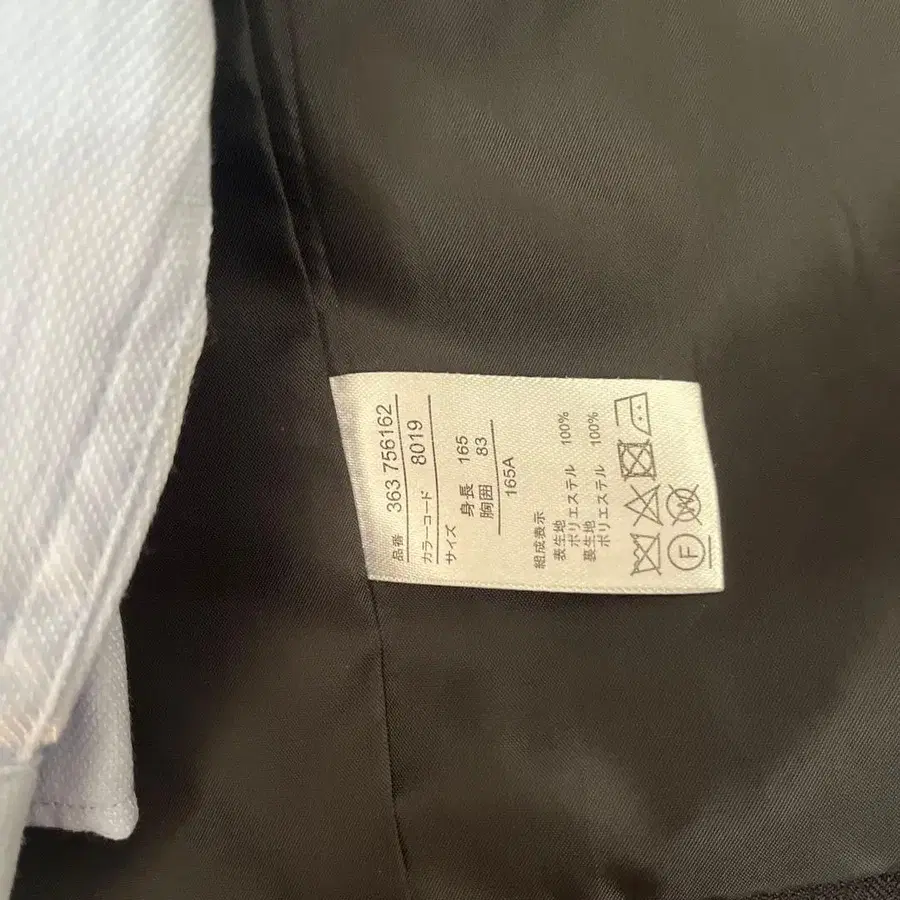 品番 363 756162
カラーコード 8019
サイズ 身長 165
胸囲 83
165A
組成表示
表生地
ポリエステル 100%
裏生地
ポリエステル 100%
F W